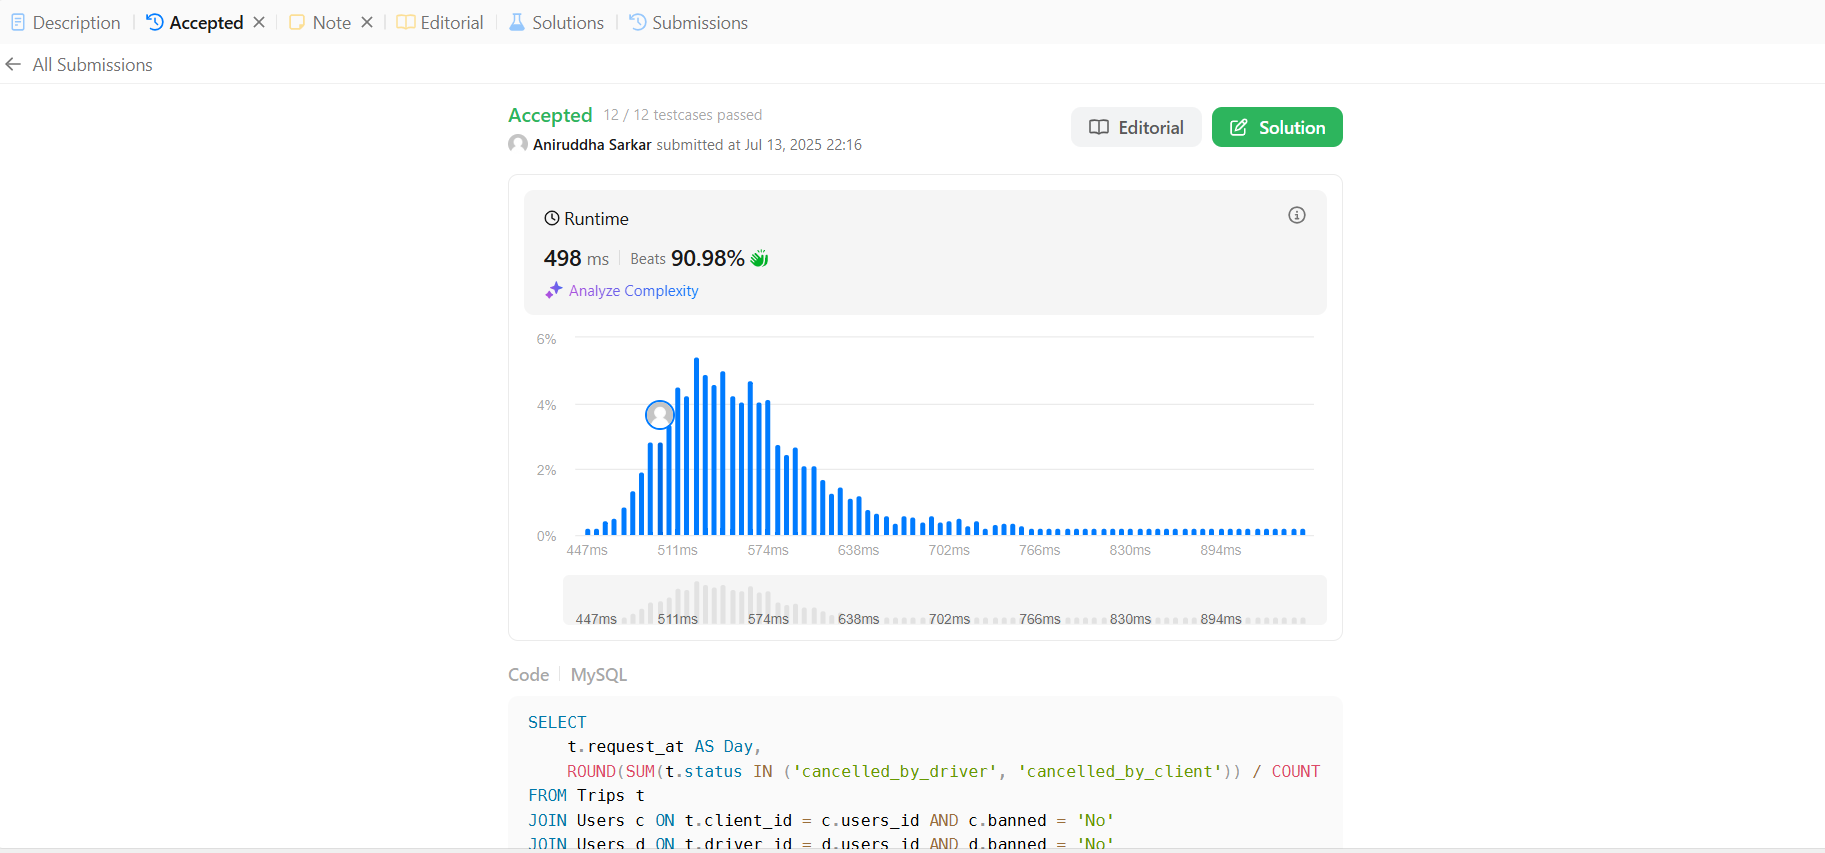 Description Accepted Note Editorial Solutions Submissions
All Submissions
Accepted 12 / 12 testcases passed
Aniruddha Sarkar submitted at Jul 13, 2025 22:16
Editorial Solution
Runtime
498 ms Beats 90.98%
Analyze Complexity
6%
4%
2%
0%
447ms 511ms 574ms 638ms 702ms 766ms 830ms 894ms
447ms 511ms 574ms 638ms 702ms 766ms 830ms 894ms
Code MySQL
SELECT
t.request_at AS Day,
ROUND(SUM(t.status IN ('cancelled_by_driver', 'cancelled_by_client')) / COUNT
FROM Trips t
JOIN Users c ON t.client_id = c.users_id AND c.banned = 'No'
JOIN Users d ON t.driver_id = d.users_id AND d.banned = 'No'